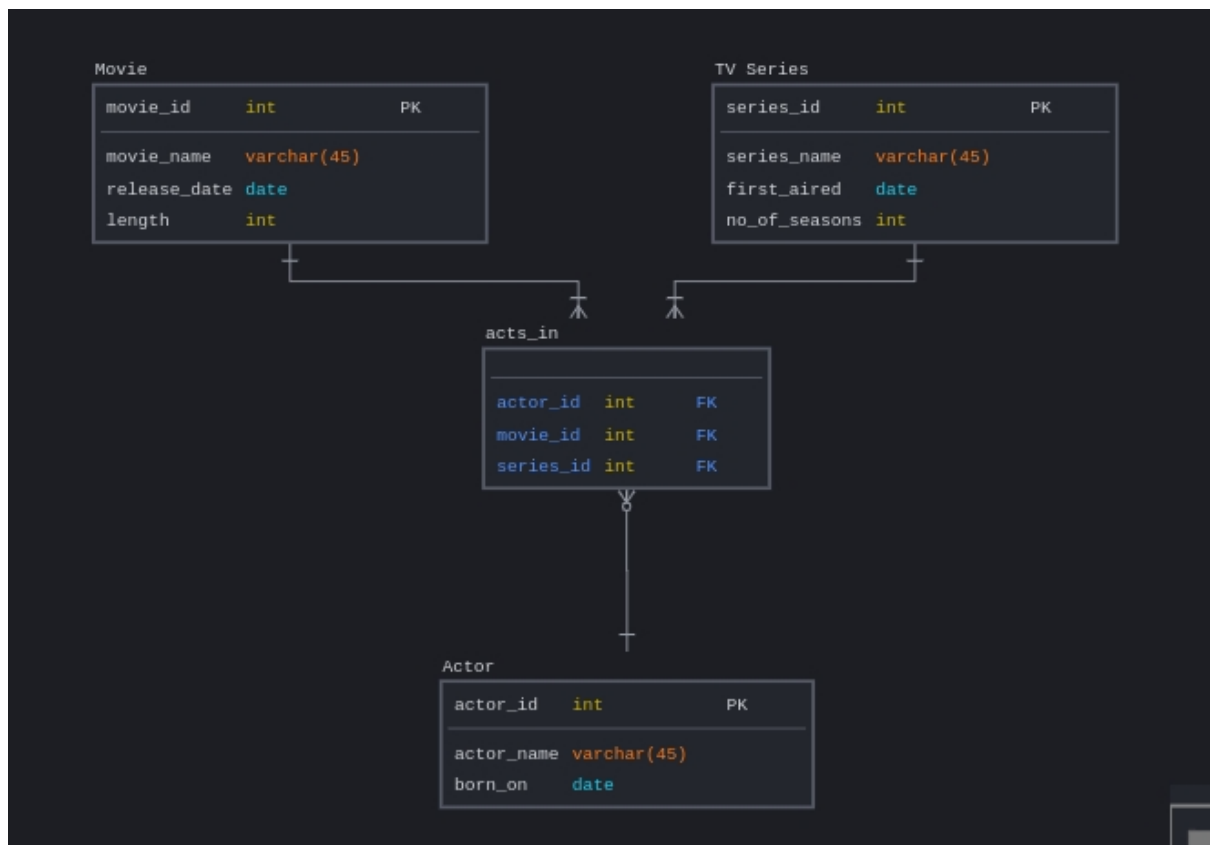 Movie
movie_id int PK
movie_name varchar(45)
release_date date
length int
TV Series
series_id int PK
series_name varchar(45)
first_aired date
no_of_seasons int
acts_in
actor_id int FK
movie_id int FK
series_id int FK
Actor
actor_id int PK
actor_name varchar(45)
born_on date